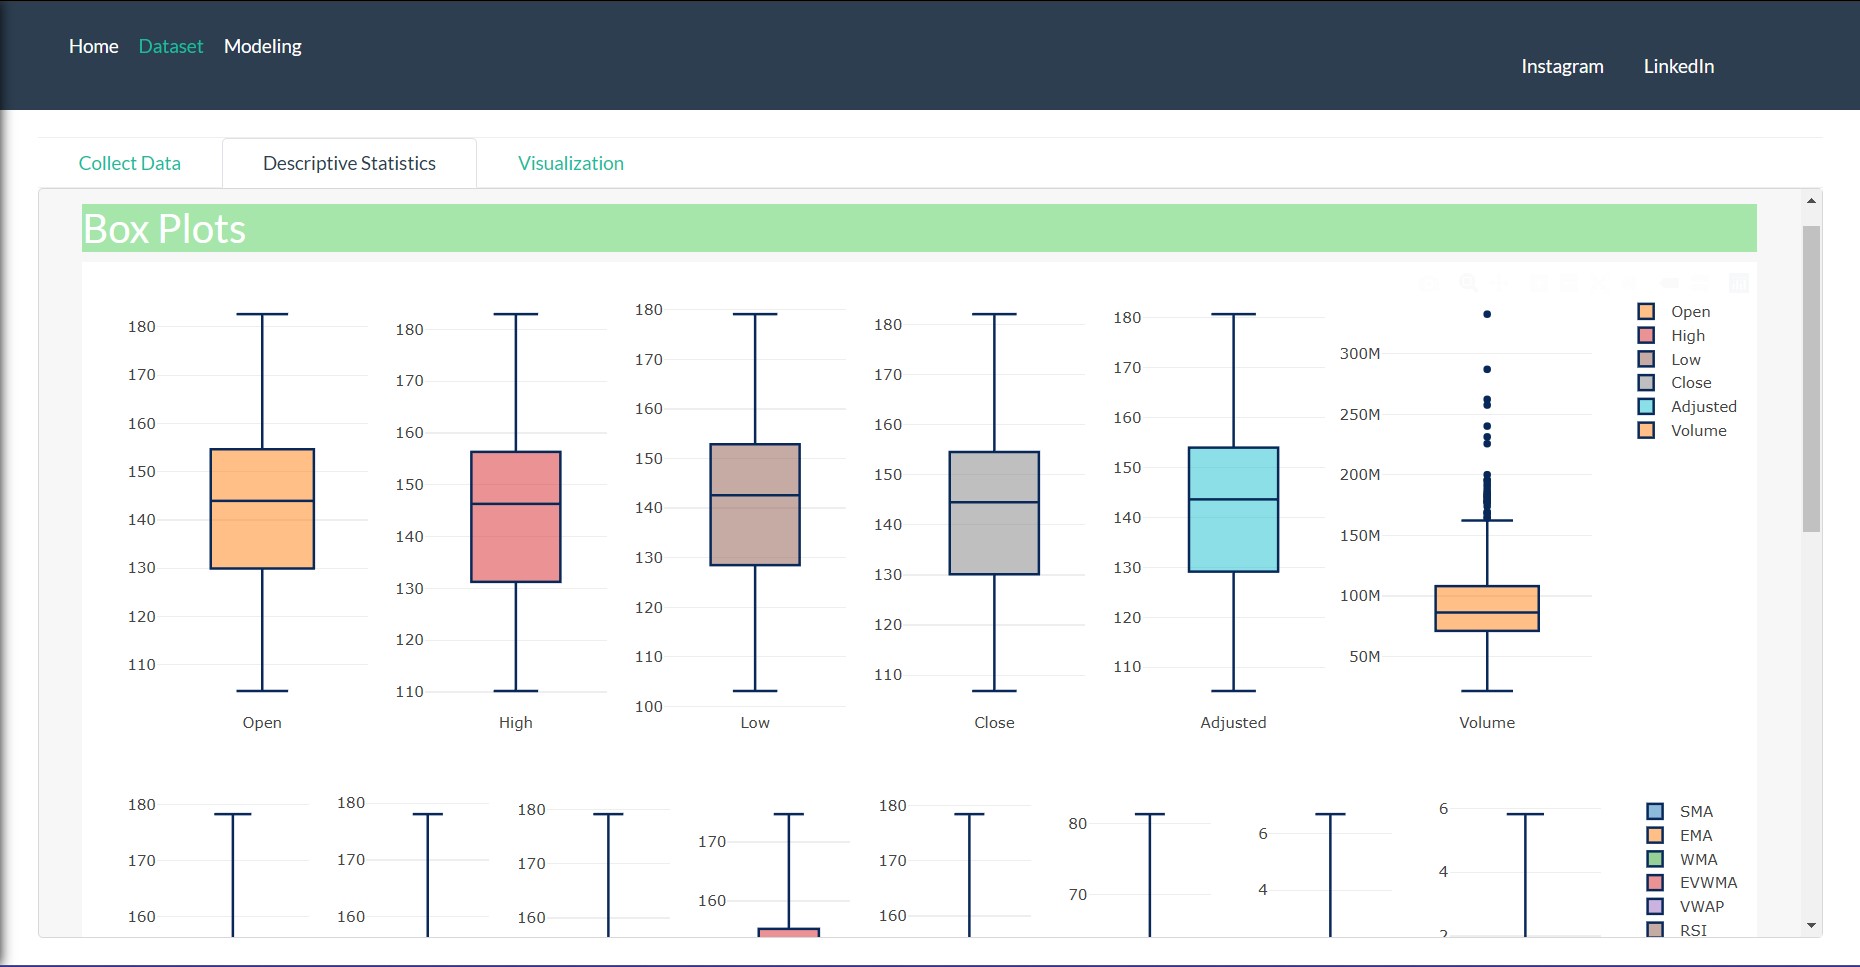 Home Dataset Modeling
Instagram LinkedIn
Collect Data Descriptive Statistics Visualization
Box Plots
180
170
160
150
140
130
120
110
Open
180
170
160
150
140
130
120
110
High
180
170
160
150
140
130
120
110
100
Low
180
170
160
150
140
130
120
110
Close
180
170
160
150
140
130
120
110
Adjusted
300M
250M
200M
150M
100M
50M
Volume
Open
High
Low
Close
Adjusted
Volume
180
170
160
180
170
160
180
170
160
170
160
180
170
160
80
70
6
4
6
4
2
SMA
EMA
WMA
EVWMA
VWAP
RSI